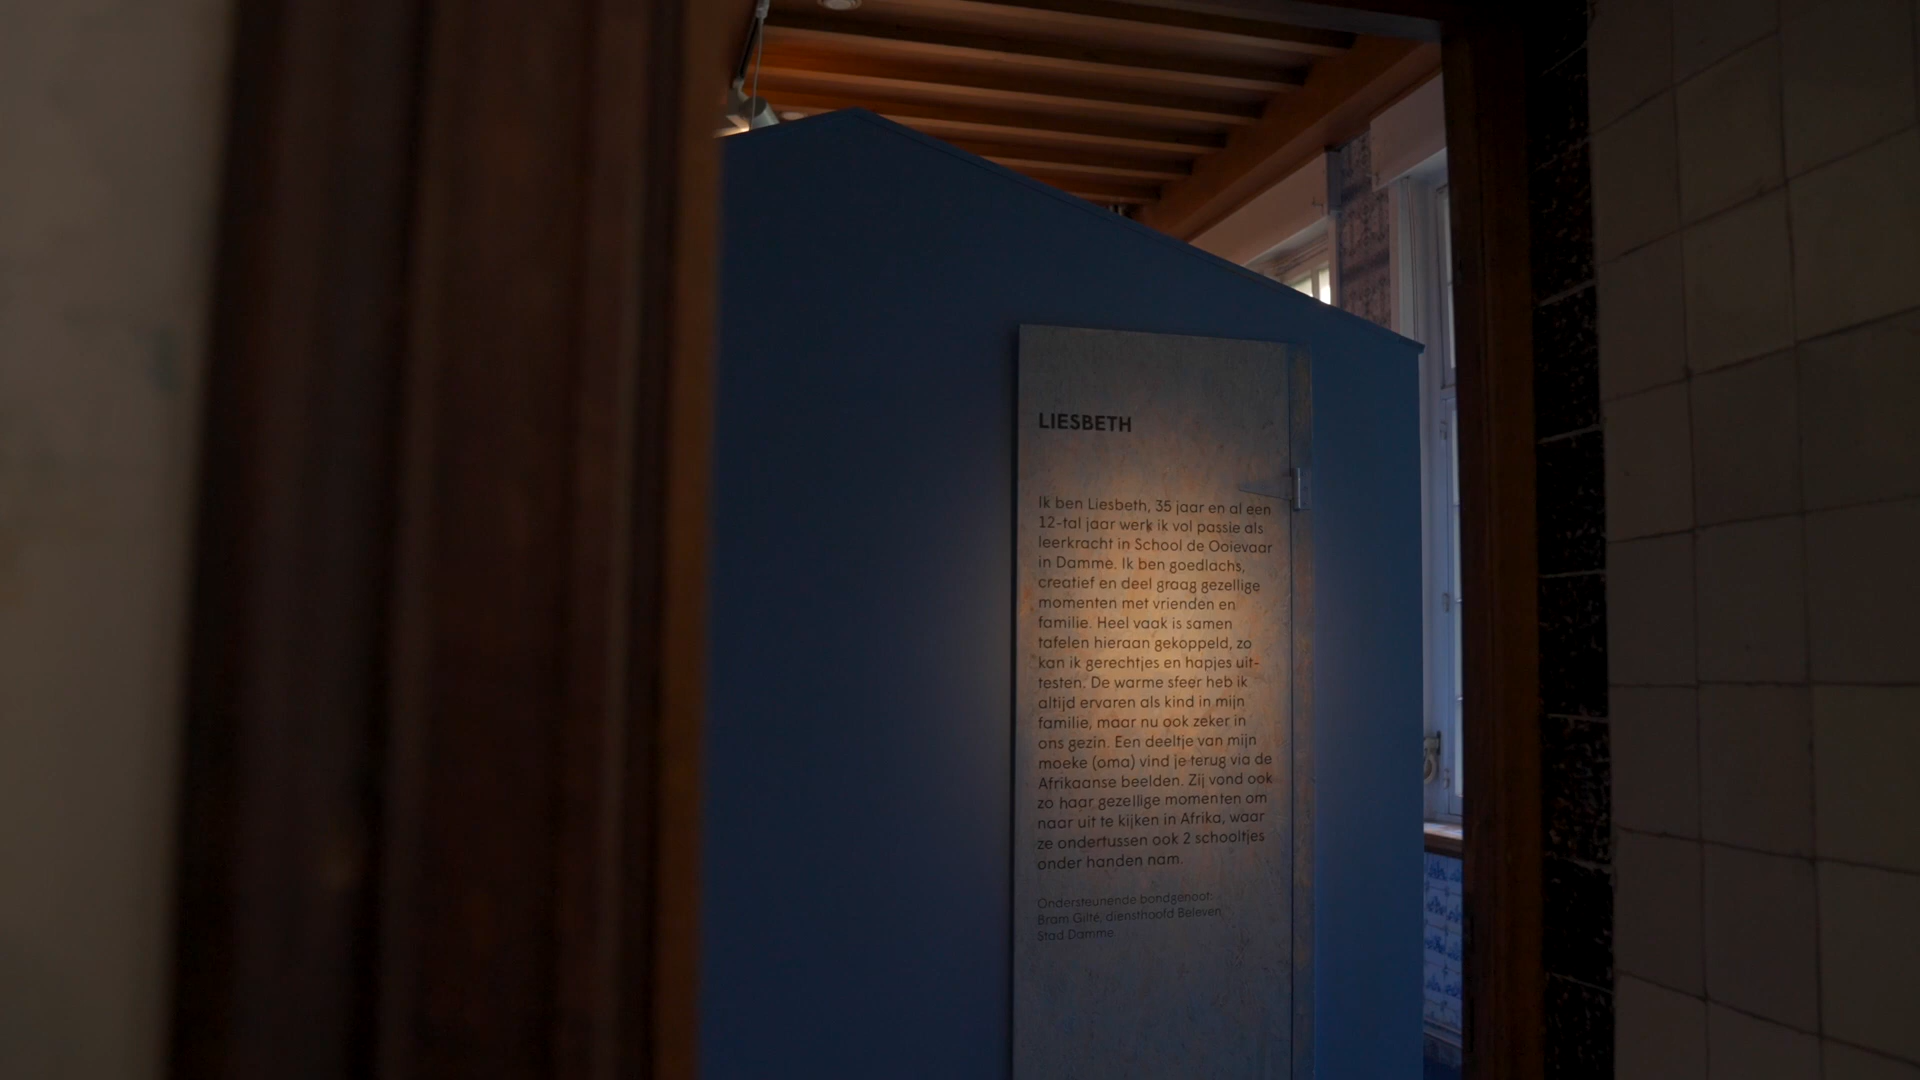 LIESBETH
Ik ben Liesbeth, 35 jaar en al een
12-tal jaar werk ik vol passie als
leerkracht in School de Ooievaar
in Damme. Ik ben goedlachs,
creatief en deel graag gezellige
momenten met vrienden en
familie. Heel vaak is samen
tafelen hieraan gekoppeld, zo
kan ik gerechtjes en hapjes uit-
testen. De warme sfeer heb ik
altijd ervaren als kind in mijn
familie, maar nu ook zeker in
ons gezin. Een deeltje van mijn
moeke (oma) vind je terug via de
Afrikaanse beelden. Zij vond ook
zo haar gezellige momenten om
naar uit te kijken in Afrika, waar
ze ondertussen ook 2 schooltjes
onder handen nam.
Ondersteunende bondgenoot:
Bram Gilté, diensthoofd Beleven
Stad Damme